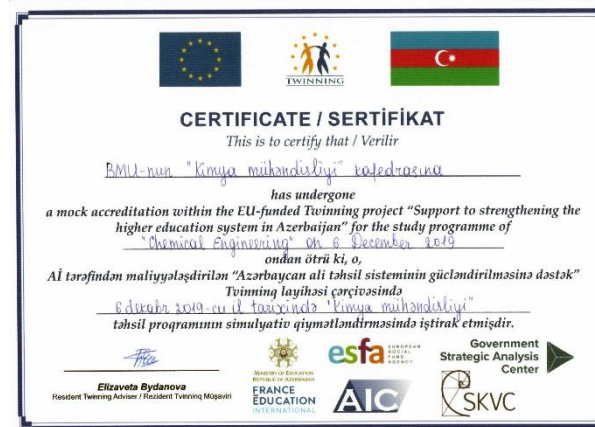 TWINNING
CERTIFICATE / SERTİFİKAT
This is to certify that / Verilir
BMU-nun "Kimya mühəndisliyi" kafedrasına
has undergone
a mock accreditation within the EU-funded Twinning project “Support to strengthening the
higher education system in Azerbaijan” for the study programme of
"Chemical Engineering" on 6 December 2019
ondan ötrü ki, o,
Aİ tərəfindən maliyyələşdirilən “Azərbaycan ali təhsil sisteminin gücləndirilməsinə dəstək”
Tvinninq layihəsi çərçivəsində
6 dekabr 2019-cu il tarixində "Kimya mühəndisliyi"
təhsil proqramının simulyativ qiymətləndirməsində iştirak etmişdir.
Elizaveta Bydanova
Resident Twinning Adviser / Rezident Tvinninq Müşaviri
MINISTRY OF EDUCATION
REPUBLIC OF AZERBAIJAN
esfa EUROPEAN
SOCIAL
FUND
AGENCY
Government
Strategic Analysis
Center
FRANCE
EDUCATION
INTERNATIONAL
AIC
SKVC